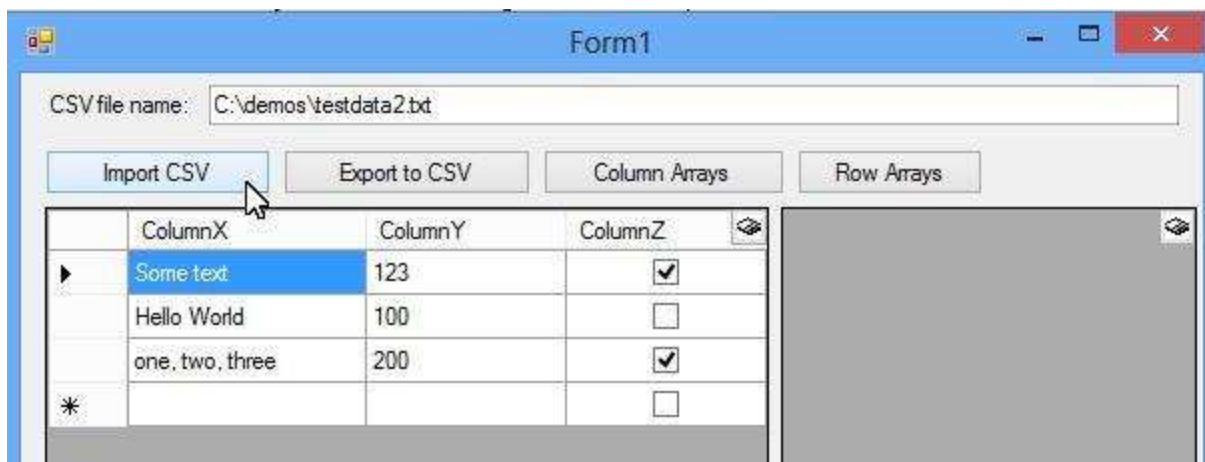 Form1
CSV file name: C:\demos\testdata2.txt
Import CSV Export to CSV Column Arrays Row Arrays
ColumnX ColumnY ColumnZ
Some text 123
Hello World 100
one, two, three 200